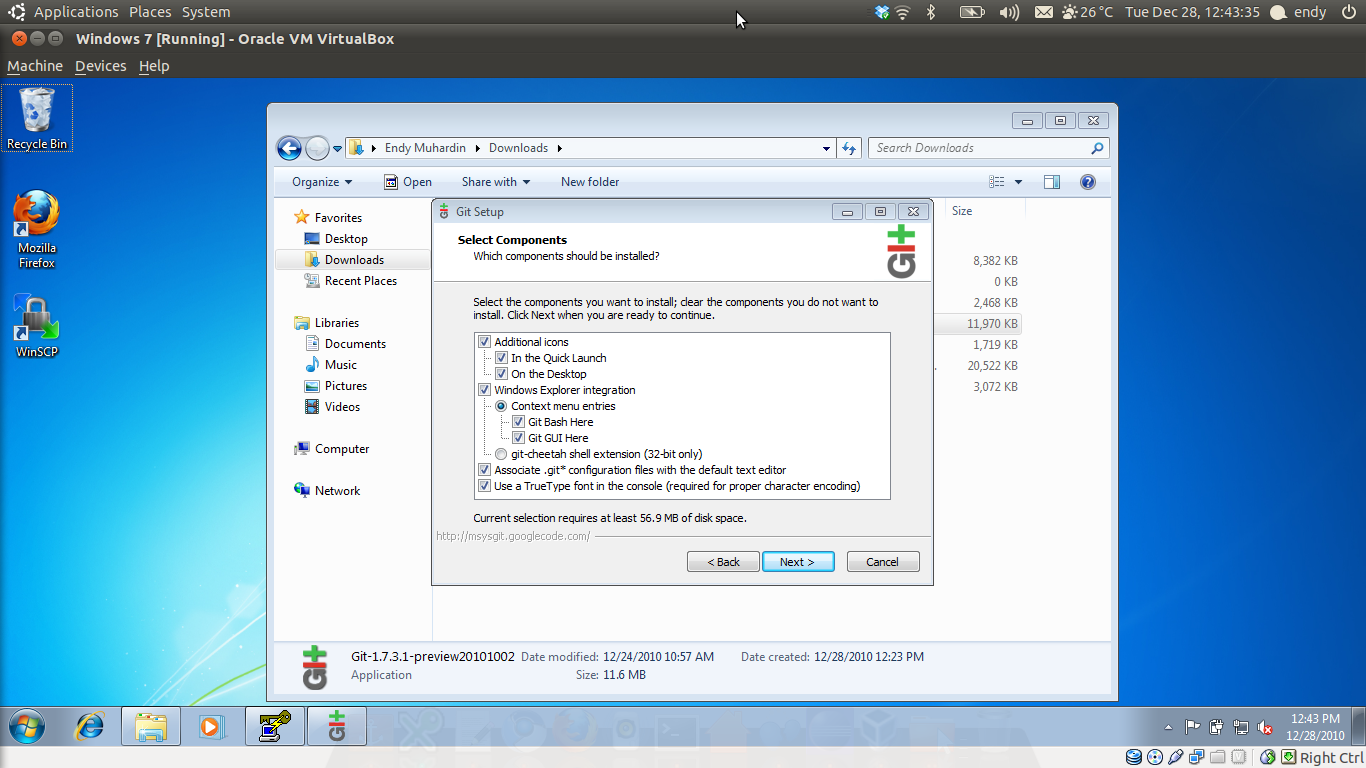 Applications Places System 26 °C Tue Dec 28, 12:43:35 endy
Windows 7 [Running] - Oracle VM VirtualBox
Machine Devices Help
Recycle Bin
Mozilla
Firefox
WinSCP
Endy Muhardin Downloads Search Downloads
Organize Open Share with New folder
Favorites
Desktop
Downloads
Recent Places
Libraries
Documents
Music
Pictures
Videos
Computer
Network
Size
8,382 KB
0 KB
2,468 KB
11,970 KB
1,719 KB
20,522 KB
3,072 KB
Git Setup
Select Components
Which components should be installed?
GIT
Select the components you want to install; clear the components you do not want to
install. Click Next when you are ready to continue.
Additional icons
In the Quick Launch
On the Desktop
Windows Explorer integration
Context menu entries
Git Bash Here
Git GUI Here
git-cheetah shell extension (32-bit only)
Associate .git* configuration files with the default text editor
Use a TrueType font in the console (required for proper character encoding)
Current selection requires at least 56.9 MB of disk space.
http://msysgit.googlecode.com/
< Back Next > Cancel
GIT
Git-1.7.3.1-preview20101002 Date modified: 12/24/2010 10:57 AM Date created: 12/28/2010 12:23 PM
Application Size: 11.6 MB
12:43 PM
12/28/2010
Right Ctrl